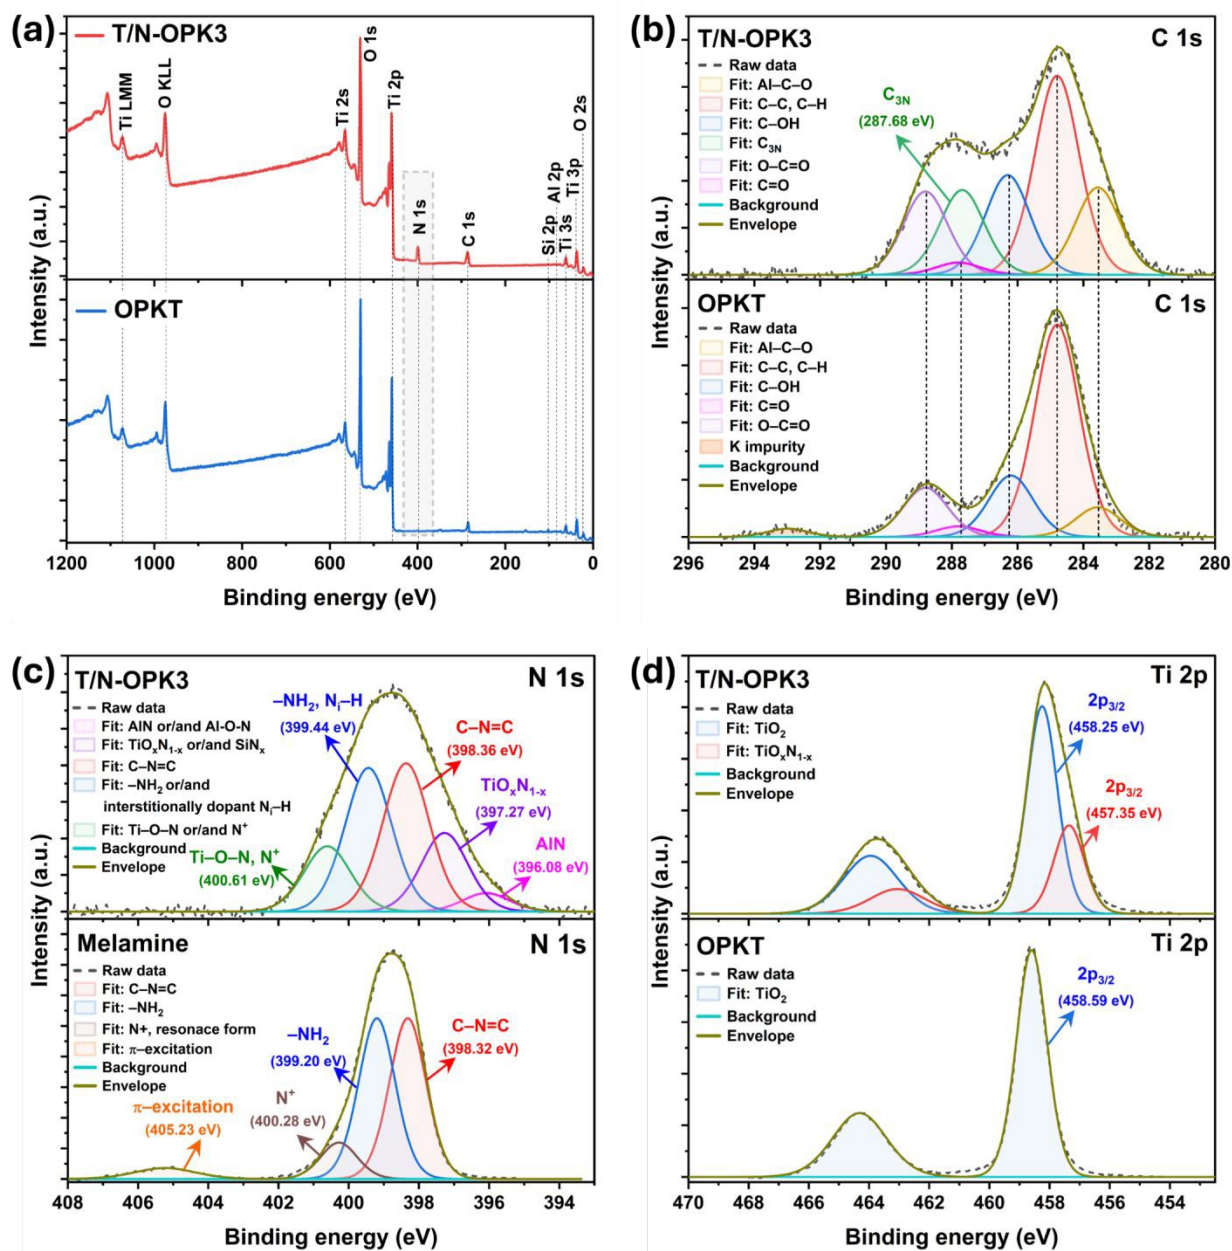 (a)
T/N-OPK3
Ti LMM
O KLL
Ti 2s
O 1s
Ti 2p
N 1s
C 1s
Si 2p
Al 2p
Ti 3s
Ti 3p
O 2s
OPKT
Intensity (a.u.)
Intensity (a.u.)
1200 1000 800 600 400 200 0
Binding energy (eV)
(b)
T/N-OPK3
C 1s
Raw data
Fit: Al–C–O
Fit: C–C, C–H
Fit: C–OH
Fit: C3N
Fit: O–C=O
Fit: C=O
Background
Envelope
C3N
(287.68 eV)
OPKT
C 1s
Raw data
Fit: Al–C–O
Fit: C–C, C–H
Fit: C–OH
Fit: C=O
Fit: O–C=O
K impurity
Background
Envelope
Intensity (a.u.)
Intensity (a.u.)
296 294 292 290 288 286 284 282 280
Binding energy (eV)
(c)
T/N-OPK3
N 1s
Raw data
Fit: AlN or/and Al-O-N
Fit: TiOxN1-x or/and SiNx
Fit: C–N=C
Fit: –NH2 or/and
interstitionally dopant Ni–H
Fit: Ti–O–N or/and N+
Background
Envelope
–NH2, Ni–H
(399.44 eV)
C–N=C
(398.36 eV)
TiOxN1-x
(397.27 eV)
AlN
(396.08 eV)
Ti–O–N, N+
(400.61 eV)
Melamine
N 1s
Raw data
Fit: C–N=C
Fit: –NH2
Fit: N+, resonace form
Fit: π–excitation
Background
Envelope
–NH2
(399.20 eV)
C–N=C
(398.32 eV)
N+
(400.28 eV)
π–excitation
(405.23 eV)
Intensity (a.u.)
Intensity (a.u.)
408 406 404 402 400 398 396 394
Binding energy (eV)
(d)
T/N-OPK3
Ti 2p
Raw data
Fit: TiO2
Fit: TiOxN1-x
Background
Envelope
2p3/2
(458.25 eV)
2p3/2
(457.35 eV)
OPKT
Ti 2p
Raw data
Fit: TiO2
Background
Envelope
2p3/2
(458.59 eV)
Intensity (a.u.)
Intensity (a.u.)
470 468 466 464 462 460 458 456 454
Binding energy (eV)